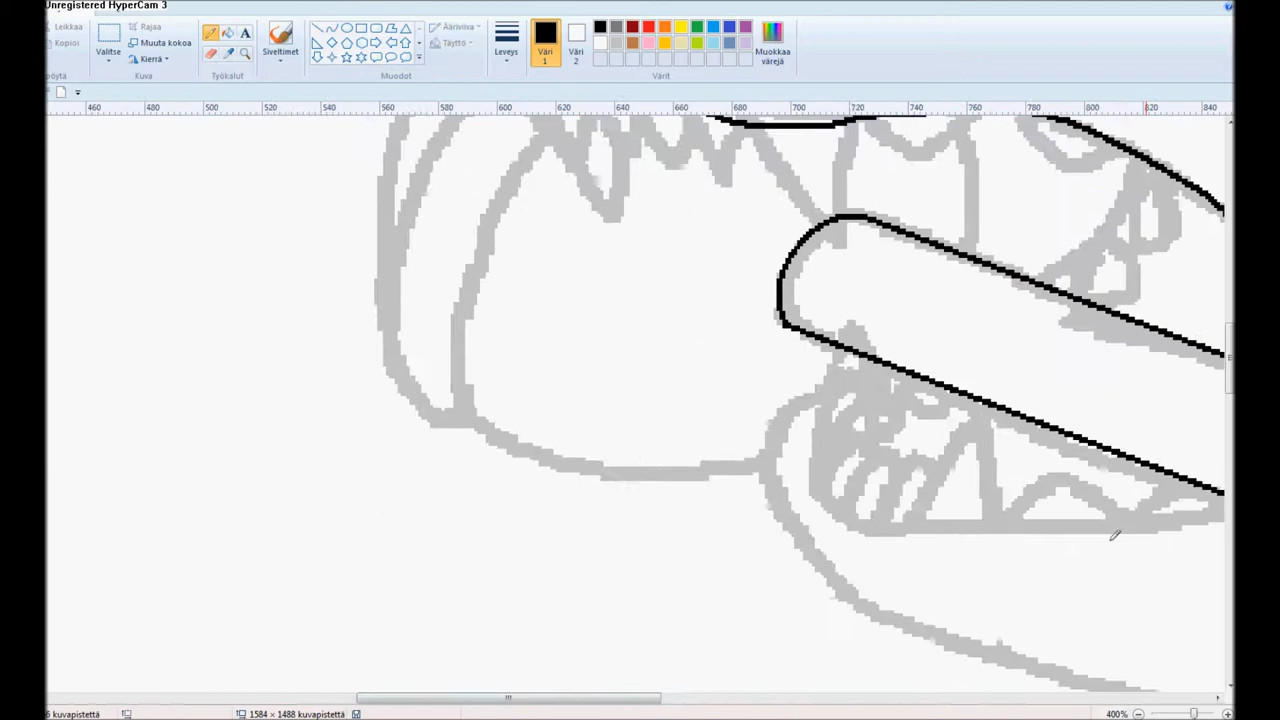 Unregistered HyperCam 3
Leikkaa
Kopioi
öytä
Valitse
Rajaa
Muuta kokoa
Kierrä
Kuva
A
Työkalut
Siveltimet
Ääriviiva
Täyttö
Muodot
Leveys
Väri
1
Väri
2
Muokkaa
värejä
Värit
460 480 500 520 540 560 580 600 620 640 660 680 700 720 740 760 780 800 820 840
6 kuvapistettä
1584 × 1488 kuvapistettä
400%